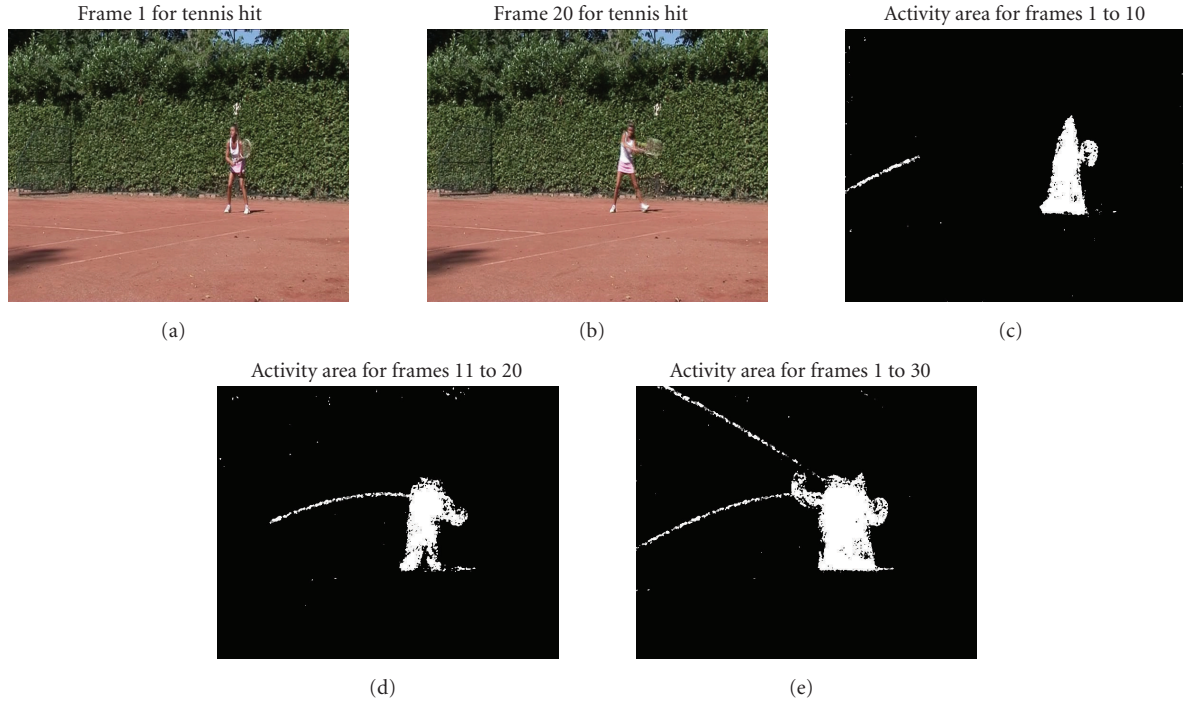 Frame 1 for tennis hit
Frame 20 for tennis hit
Activity area for frames 1 to 10
(a)
(b)
(c)
Activity area for frames 11 to 20
Activity area for frames 1 to 30
(d)
(e)